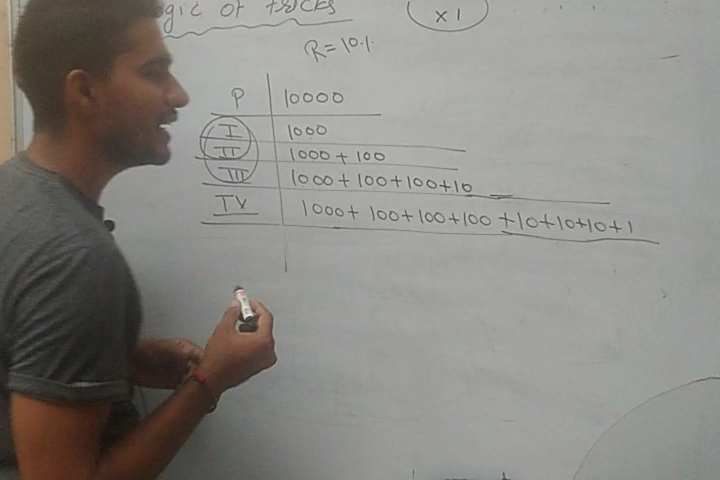 gic of tricks
x 1
R = 10%
P 10000
I 1000
II 1000 + 100
III 1000 + 100 + 100 + 10
IV 1000 + 100 + 100 + 100 + 10 + 10 + 10 + 1